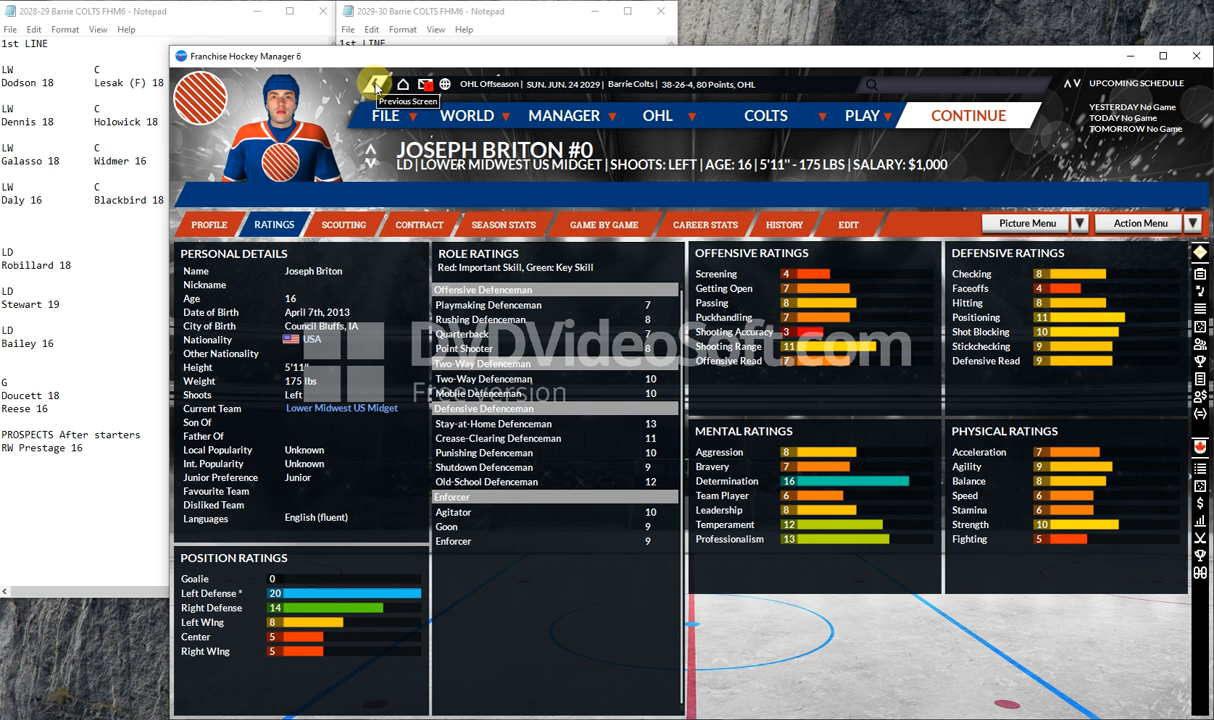 2028-29 Barrie COLTS FHM6 - Notepad
File Edit Format View Help
1st LINE
LW C
Dodson 18 Lesak (F) 18
LW C
Dennis 18 Holowick 18
LW C
Galasso 18 Widmer 16
LW C
Daly 16 Blackbird 18
LD
Robillard 18
LD
Stewart 19
LD
Bailey 16
G
Doucett 18
Reese 16
PROSPECTS After starters
RW Prestage 16
2029-30 Barrie COLTS FHM6 - Notepad
File Edit Format View Help
1st LINE
Franchise Hockey Manager 6
OHL Offseason | SUN. JUN. 24 2029 | Barrie Colts | 38-26-4, 80 Points, OHL
Previous Screen
FILE WORLD MANAGER OHL COLTS PLAY CONTINUE
UPCOMING SCHEDULE
YESTERDAY No Game
TODAY No Game
TOMORROW No Game
JOSEPH BRITON #0
LD | LOWER MIDWEST US MIDGET | SHOOTS: LEFT | AGE: 16 | 5'11" - 175 LBS | SALARY: $1,000
PROFILE RATINGS SCOUTING CONTRACT SEASON STATS GAME BY GAME CAREER STATS HISTORY EDIT
Picture Menu Action Menu
PERSONAL DETAILS
Name Joseph Briton
Nickname
Age 16
Date of Birth April 7th, 2013
City of Birth Council Bluffs, IA
Nationality USA
Other Nationality
Height 5'11"
Weight 175 lbs
Shoots Left
Current Team Lower Midwest US Midget
Son Of
Father Of
Local Popularity Unknown
Int. Popularity Unknown
Junior Preference Junior
Favourite Team
Disliked Team
Languages English (fluent)
POSITION RATINGS
Goalie 0
Left Defense * 20
Right Defense 14
Left Wing 8
Center 5
Right Wing 5
ROLE RATINGS
Red: Important Skill, Green: Key Skill
Offensive Defenceman
Playmaking Defenceman 7
Rushing Defenceman 8
Quarterback 7
Point Shooter 8
Two-Way Defenceman
Two-Way Defenceman 10
Mobile Defenceman 10
Defensive Defenceman
Stay-at-Home Defenceman 13
Crease-Clearing Defenceman 11
Punishing Defenceman 10
Shutdown Defenceman 9
Old-School Defenceman 12
Enforcer
Agitator 10
Goon 9
Enforcer 9
OFFENSIVE RATINGS
Screening 4
Getting Open 7
Passing 8
Puckhandling 7
Shooting Accuracy 3
Shooting Range 11
Offensive Read 7
DEFENSIVE RATINGS
Checking 8
Faceoffs 4
Hitting 8
Positioning 11
Shot Blocking 10
Stickchecking 9
Defensive Read 9
MENTAL RATINGS
Aggression 8
Bravery 7
Determination 16
Team Player 6
Leadership 8
Temperament 12
Professionalism 13
PHYSICAL RATINGS
Acceleration 7
Agility 9
Balance 8
Speed 6
Stamina 6
Strength 10
Fighting 5
DVDVideoSoft.com
Free version